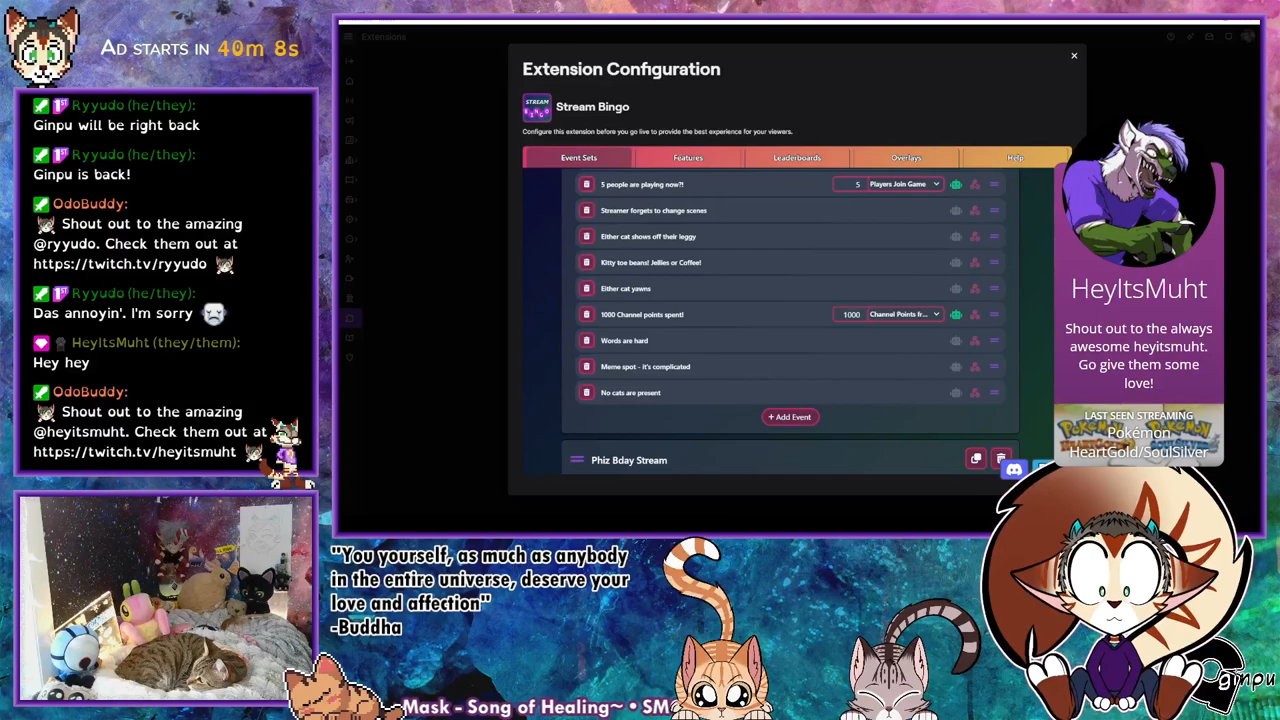 AD STARTS IN 40m 8s
Ryyudo (he/they):
Ginpu will be right back
Ryyudo (he/they):
Ginpu is back!
OdoBuddy:
Shout out to the amazing
@ryyudo. Check them out at
https://twitch.tv/ryyudo
Ryyudo (he/they):
Das annoyin'. I'm sorry
HeyItsMuht (they/them):
Hey hey
OdoBuddy:
Shout out to the amazing
@heyitsmuht. Check them out at
https://twitch.tv/heyitsmuht
Extensions
Extension Configuration
STREAM
BINGO
Stream Bingo
Configure this extension before you go live to provide the best experience for your viewers.
Event Sets
Features
Leaderboards
Overlays
Help
5 people are playing now?!
5 Players Join Game
Streamer forgets to change scenes
Either cat shows off their leggy
Kitty toe beans! Jellies or Coffee!
Either cat yawns
1000 Channel points spent!
1000 Channel Points fr...
Words are hard
Meme spot - it's complicated
No cats are present
+ Add Event
Phiz Bday Stream
HeyItsMuht
Shout out to the always
awesome heyitsmuht.
Go give them some
love!
LAST SEEN STREAMING
Pokémon
HeartGold/SoulSilver
"You yourself, as much as anybody
in the entire universe, deserve your
love and affection"
-Buddha
Mask - Song of Healing~ • SM
ginpu